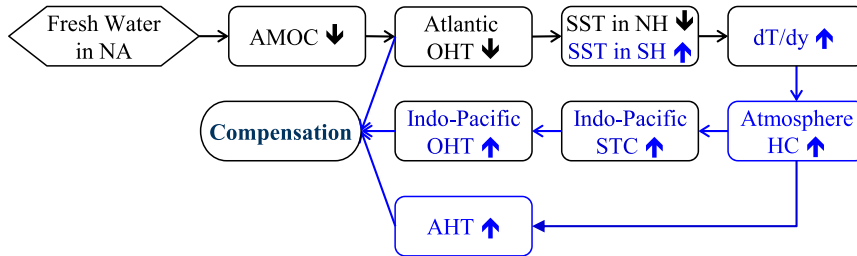 Fresh Water
in NA
AMOC 🡻
Atlantic
OHT 🡻
SST in NH 🡻
SST in SH 🡹
dT/dy 🡹
Compensation
Indo-Pacific
OHT 🡹
Indo-Pacific
STC 🡹
Atmosphere
HC 🡹
AHT 🡹